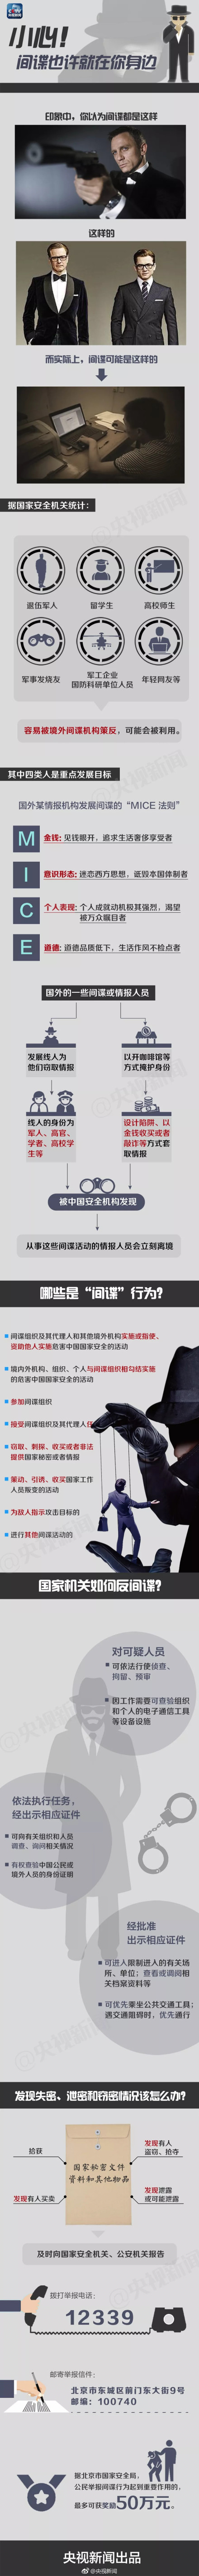 小心!
间谍也许就在你身边
印象中，你以为间谍都是这样
这样的
而实际上，间谍可能是这样的
据国家安全机关统计：
退伍军人
留学生
高校师生
军事发烧友
军工企业
国防科研单位人员
年轻网友等
容易被境外间谍机构策反，可能会被利用。
其中四类人是重点发展目标
国外某情报机构发展间谍的“MICE 法则”
M
金钱: 见钱眼开，追求生活奢侈享受者
I
意识形态: 迷恋西方思想，诋毁本国体制者
C
个人表现: 个人成就动机极其强烈，渴望
被万众瞩目者
E
道德: 道德品质低下，生活作风不检点者
国外的一些间谍或情报人员
发展线人为
他们窃取情报
以开咖啡馆等
方式掩护身份
线人的身份为
军人、高官、
学者、高校学
生等
设计陷阱、以
金钱收买或者
敲诈等方式套
取情报
被中国安全机构发现
从事这些间谍活动的情报人员会立刻离境
哪些是“间谍”行为?
间谍组织及其代理人和其他境外机构实施或指使、
资助他人实施危害中国国家安全的活动
境内外机构、组织、个人与间谍组织相勾结实施
的危害中国国家安全的活动
参加间谍组织
接受间谍组织及其代理人任
窃取、刺探、收买或者非法
提供国家秘密或者情报
策动、引诱、收买国家工作
人员叛变的活动
为敌人指示攻击目标的
进行其他间谍活动的
国家机关如何反间谍?
对可疑人员
可依法行使侦查、
拘留、预审
因工作需要可查验组织
和个人的电子通信工具
等设备设施
依法执行任务，
经出示相应证件
可向有关组织和人员
调查、询问相关情况
有权查验中国公民或
境外人员的身份证明
经批准
出示相应证件
可进入限制进入的有关场
所、单位；查看或调阅相
关档案资料等
可优先乘坐公共交通工具；
遇交通阻碍时，优先通行
发现失密、泄密和窃密情况该怎么办?
拾获
发现有人
盗窃、抢夺
国家秘密文件
资料和其他物品
发现有人买卖
发现泄露
或可能泄露
及时向国家安全机关、公安机关报告
拨打举报电话：
12339
邮寄举报信件：
北京市东城区前门东大街9号
邮编：100740
据北京市国家安全局，
公民举报间谍行为起到重要作用的，
最多可获奖励50万元。
央视新闻出品
@央视新闻